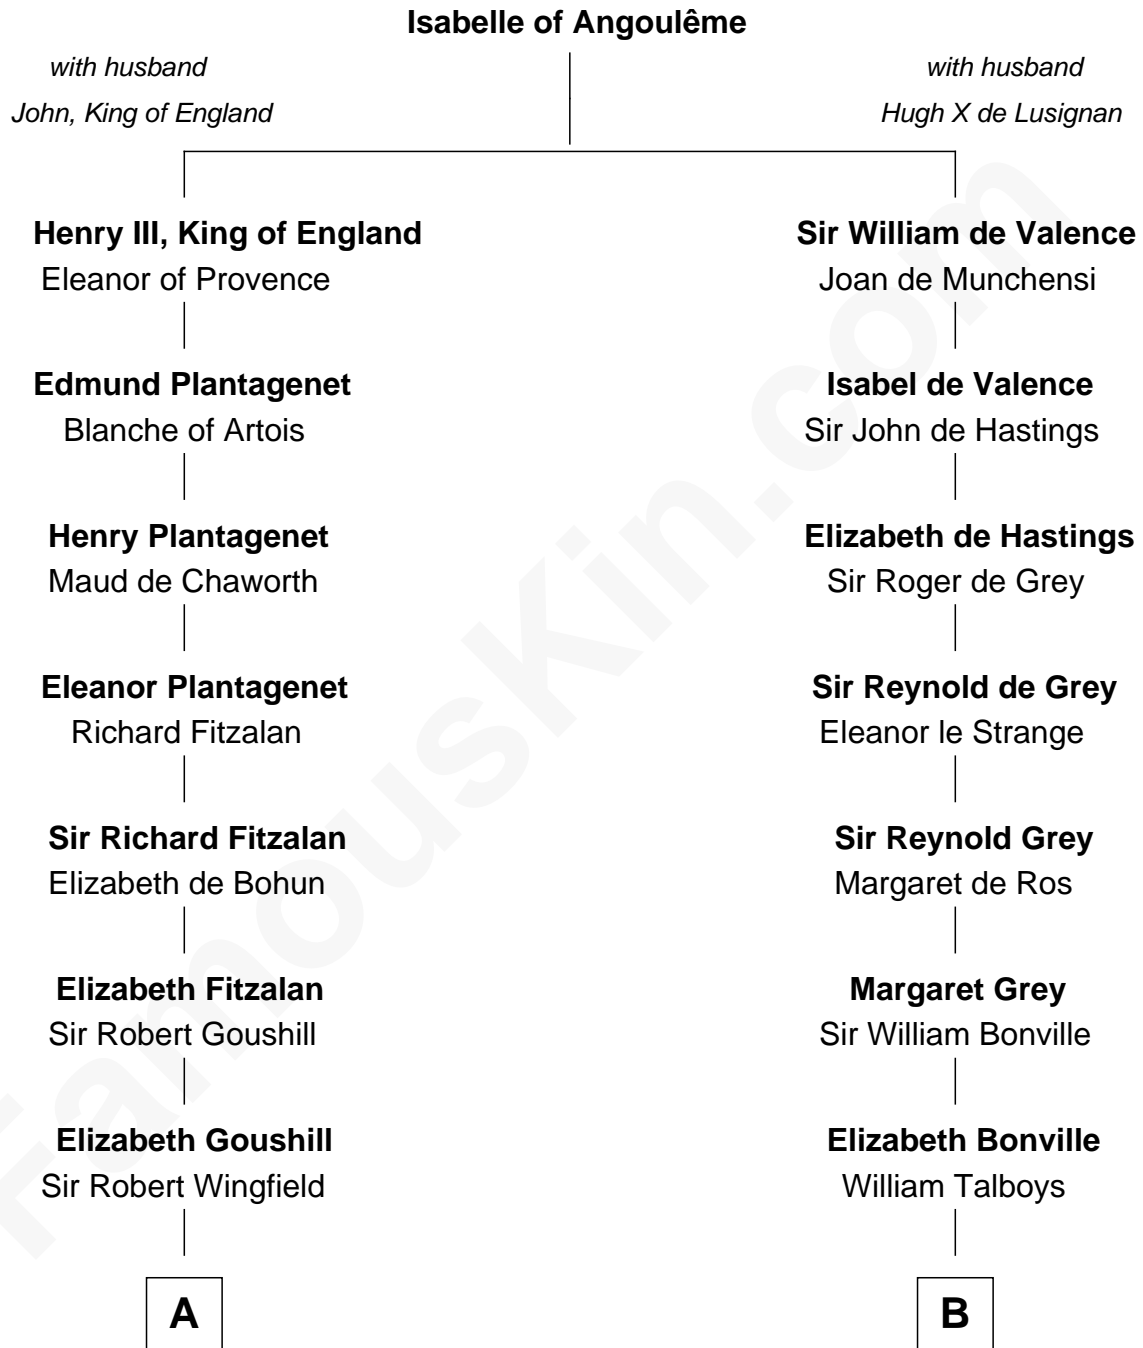 Isabelle of Angoulême
with husband
John, King of England
with husband
Hugh X de Lusignan
Henry III, King of England
Eleanor of Provence
Sir William de Valence
Joan de Munchensi
Edmund Plantagenet
Blanche of Artois
Isabel de Valence
Sir John de Hastings
Henry Plantagenet
Maud de Chaworth
Elizabeth de Hastings
Sir Roger de Grey
Eleanor Plantagenet
Richard Fitzalan
Sir Reynold de Grey
Eleanor le Strange
Sir Richard Fitzalan
Elizabeth de Bohun
Sir Reynold Grey
Margaret de Ros
Elizabeth Fitzalan
Sir Robert Goushill
Margaret Grey
Sir William Bonville
Elizabeth Goushill
Sir Robert Wingfield
Elizabeth Bonville
William Talboys
A
B
FamousKin.com